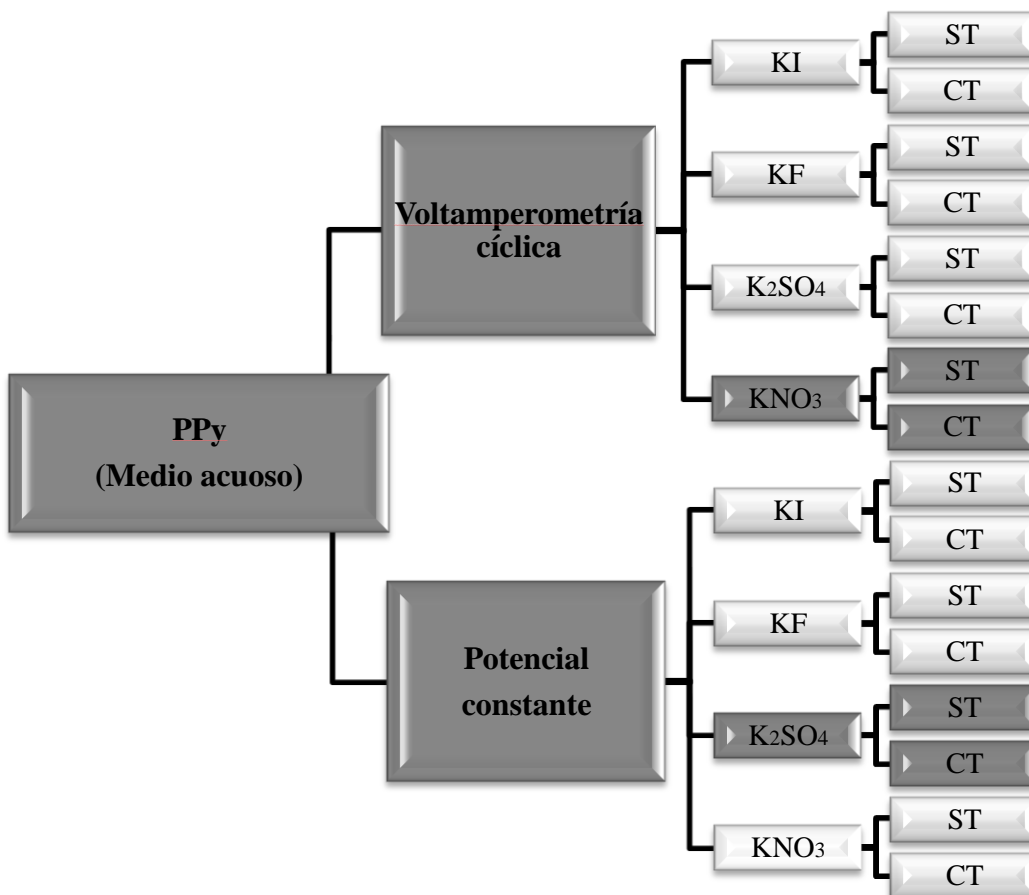 PPy
(Medio acuoso)
Voltamperometría
cíclica
KI
ST
CT
KF
ST
CT
K2SO4
ST
CT
KNO3
ST
CT
Potencial
constante
KI
ST
CT
KF
ST
CT
K2SO4
ST
CT
KNO3
ST
CT